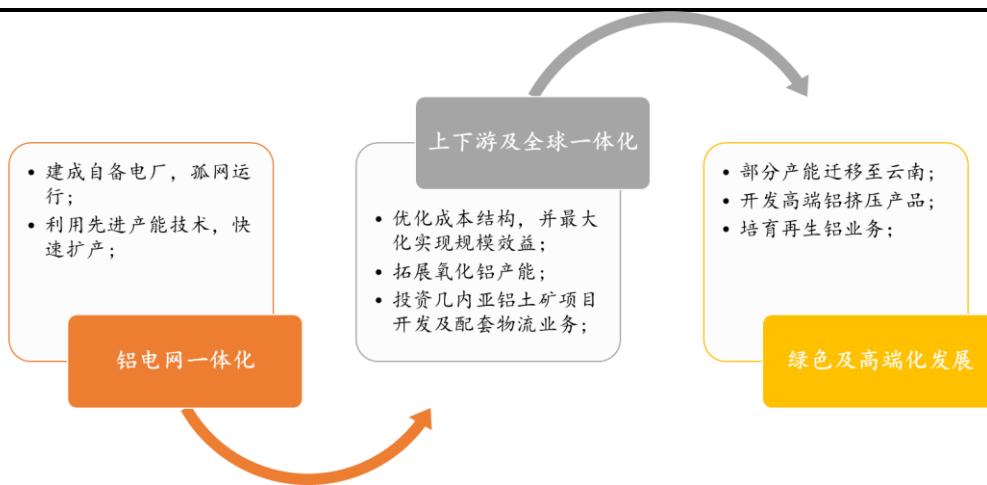 • 建成自备电厂，孤网运
行；
• 利用先进产能技术，快
速扩产；
铝电网一体化
上下游及全球一体化
• 优化成本结构，并最大
化实现规模效益；
• 拓展氧化铝产能；
• 投资几内亚铝土矿项目
开发及配套物流业务；
• 部分产能迁移至云南；
• 开发高端铝挤压产品；
• 培育再生铝业务；
绿色及高端化发展